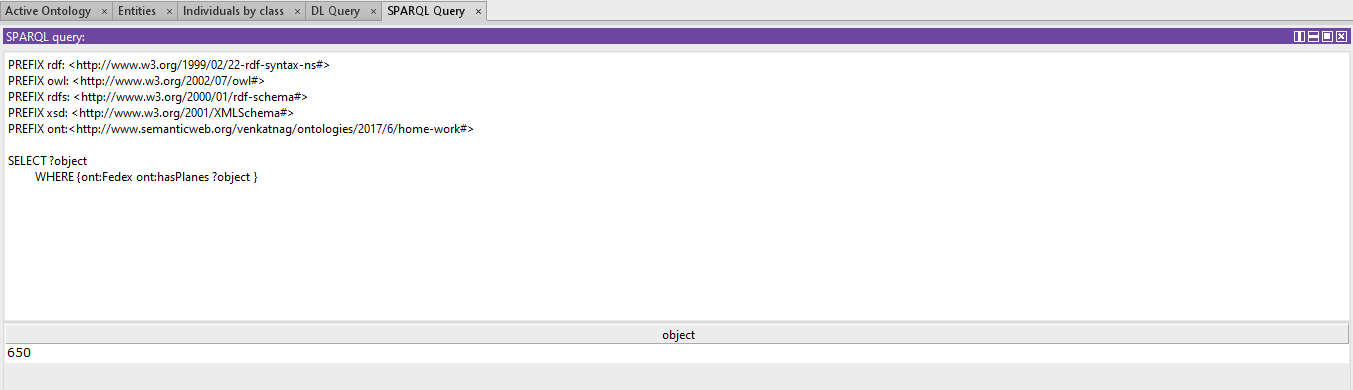 Active Ontology × Entities × Individuals by class × DL Query × SPARQL Query ×
SPARQL query:
PREFIX rdf: <http://www.w3.org/1999/02/22-rdf-syntax-ns#>
PREFIX owl: <http://www.w3.org/2002/07/owl#>
PREFIX rdfs: <http://www.w3.org/2000/01/rdf-schema#>
PREFIX xsd: <http://www.w3.org/2001/XMLSchema#>
PREFIX ont:<http://www.semanticweb.org/venkatnag/ontologies/2017/6/home-work#>
SELECT ?object
WHERE {ont:Fedex ont:hasPlanes ?object }
object
650